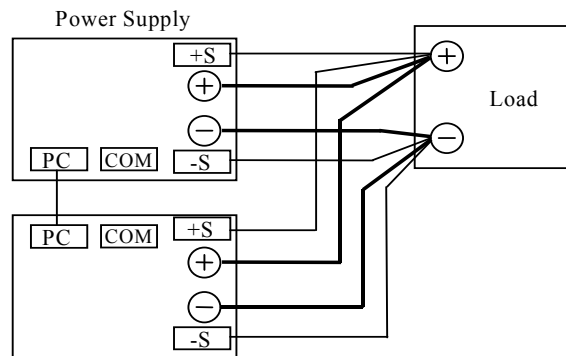 Power Supply
+S
+
+
Load
−
−
PC COM
-S
PC COM
+S
+
−
-S